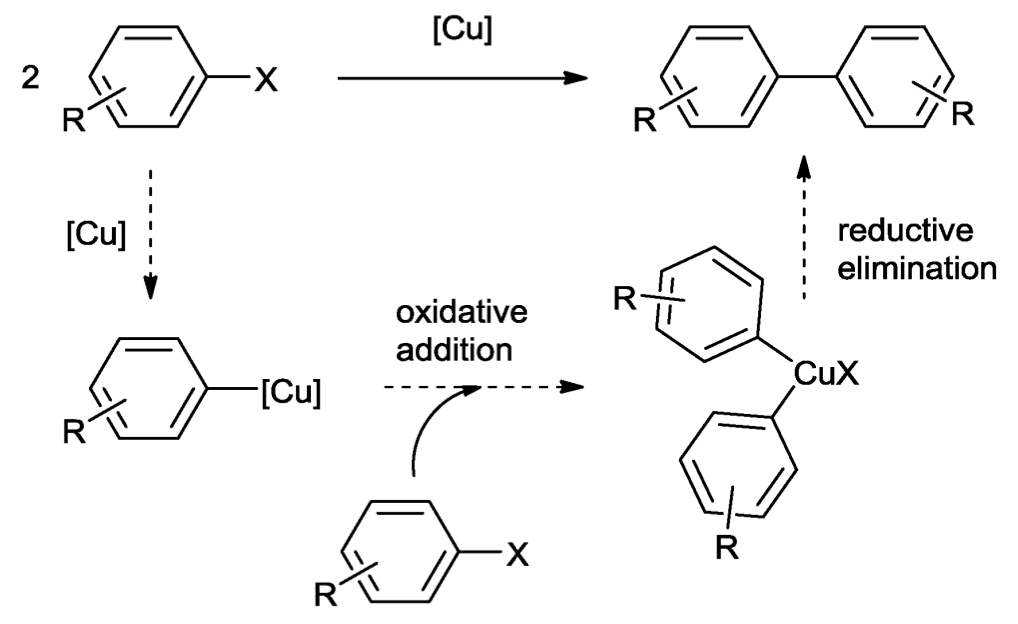 [Cu]
2
X
R
R
R
[Cu]
reductive
elimination
oxidative
addition
R
CuX
[Cu]
R
R
X
R